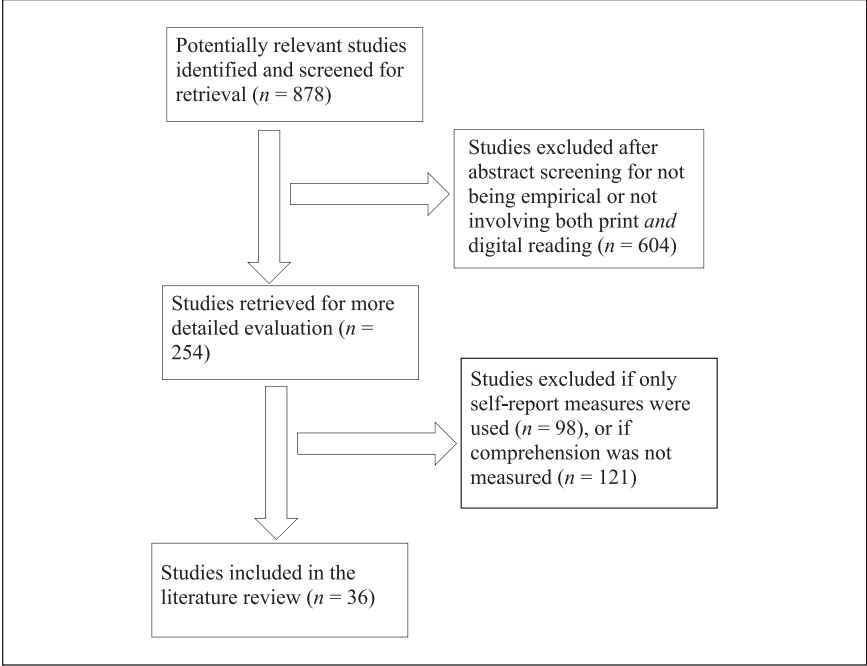 Potentially relevant studies
identified and screened for
retrieval (n = 878)
Studies excluded after
abstract screening for not
being empirical or not
involving both print and
digital reading (n = 604)
Studies retrieved for more
detailed evaluation (n =
254)
Studies excluded if only
self-report measures were
used (n = 98), or if
comprehension was not
measured (n = 121)
Studies included in the
literature review (n = 36)